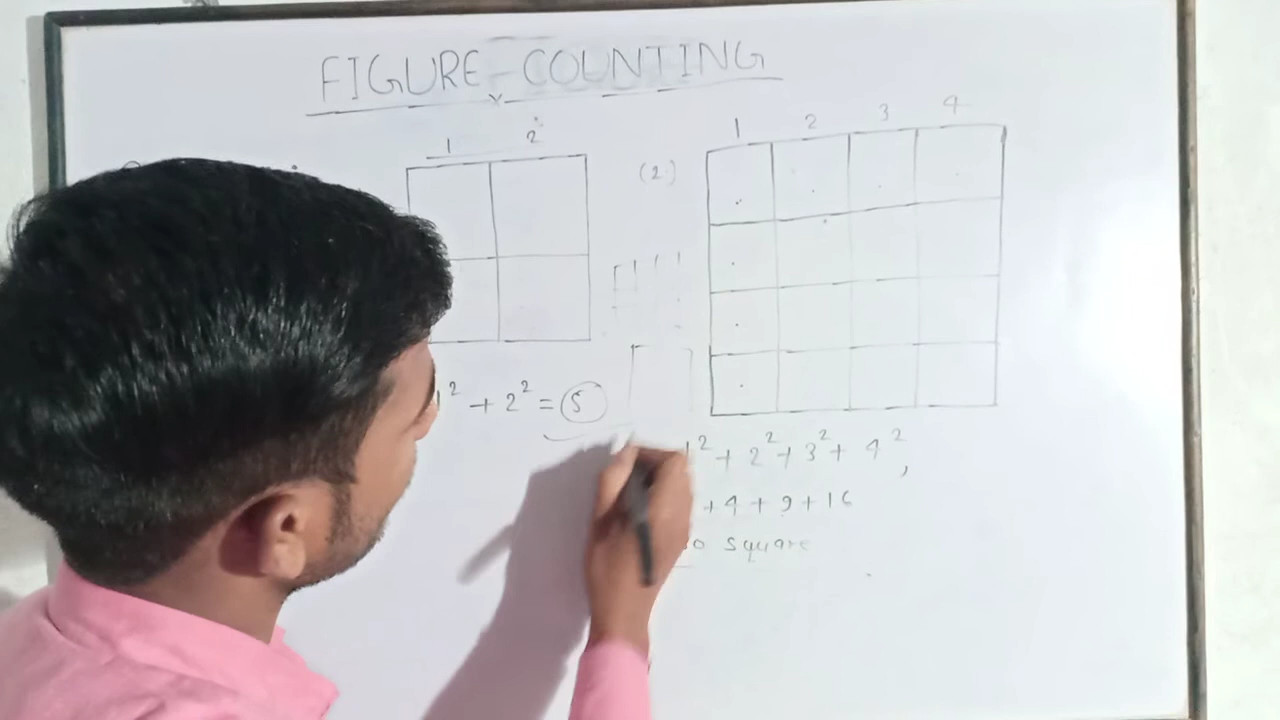 FIGURE-COUNTING
1 2
(2.)
1 2 3 4
1² + 2² = 5
1² + 2² + 3² + 4²,
+ 4 + 9 + 16
square